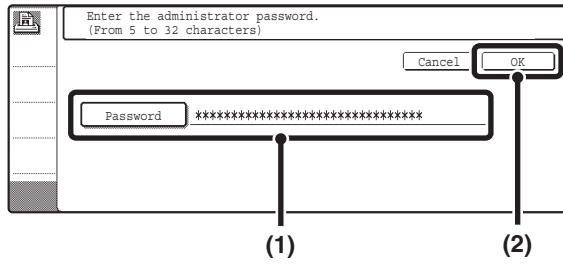 Enter the administrator password.
(From 5 to 32 characters)
Cancel OK
Password ********************************
(1) (2)